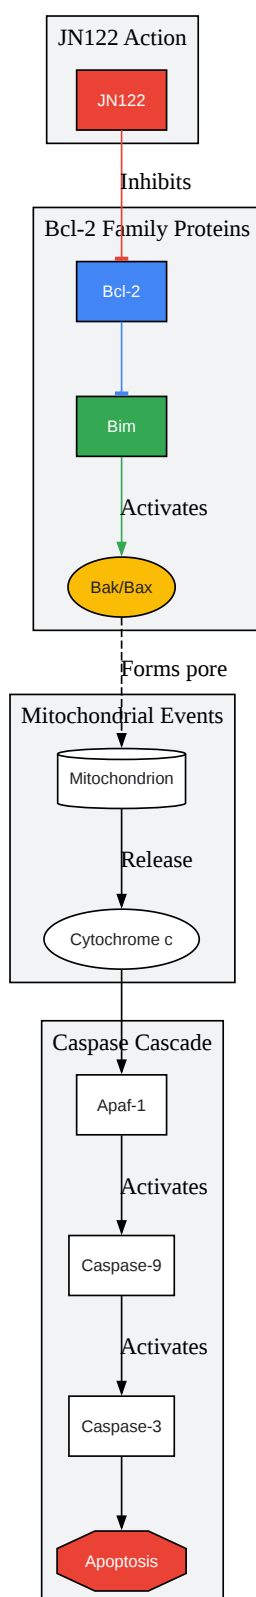 JN122 Action
JN122
Inhibits
Bcl-2 Family Proteins
Bcl-2
Bim
Activates
Bak/Bax
Forms pore
Mitochondrial Events
Mitochondrion
Release
Cytochrome c
Caspase Cascade
Apaf-1
Activates
Caspase-9
Activates
Caspase-3
Apoptosis